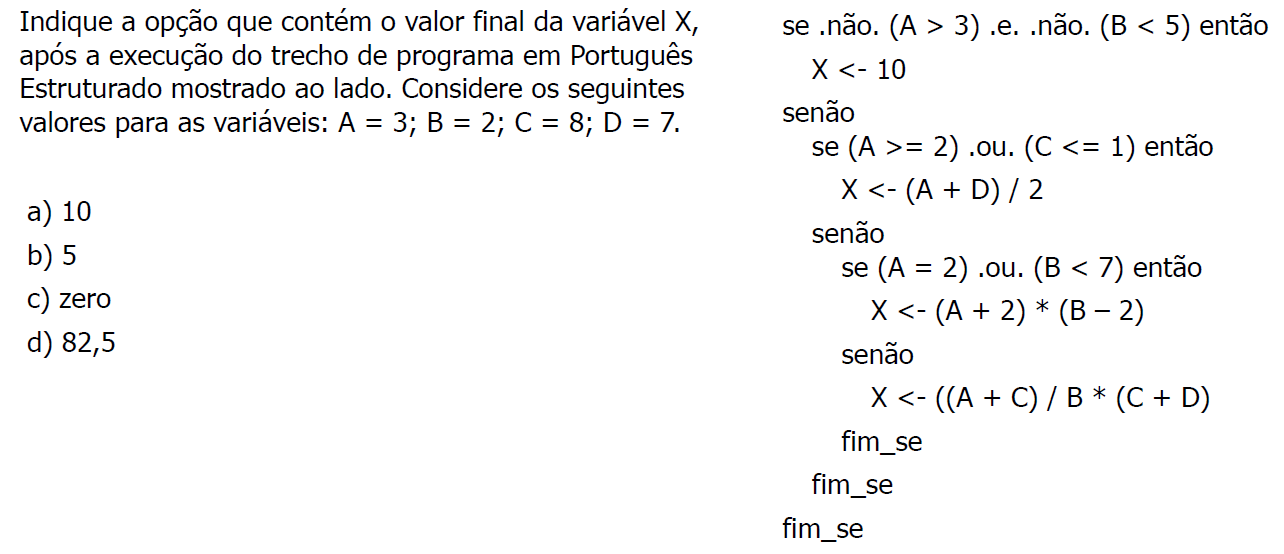 Indique a opção que contém o valor final da variável X,
após a execução do trecho de programa em Português
Estruturado mostrado ao lado. Considere os seguintes
valores para as variáveis: A = 3; B = 2; C = 8; D = 7.
a) 10
b) 5
c) zero
d) 82,5
se .não. (A > 3) .e. .não. (B < 5) então
X <- 10
senão
se (A >= 2) .ou. (C <= 1) então
X <- (A + D) / 2
senão
se (A = 2) .ou. (B < 7) então
X <- (A + 2) * (B – 2)
senão
X <- ((A + C) / B * (C + D)
fim_se
fim_se
fim_se